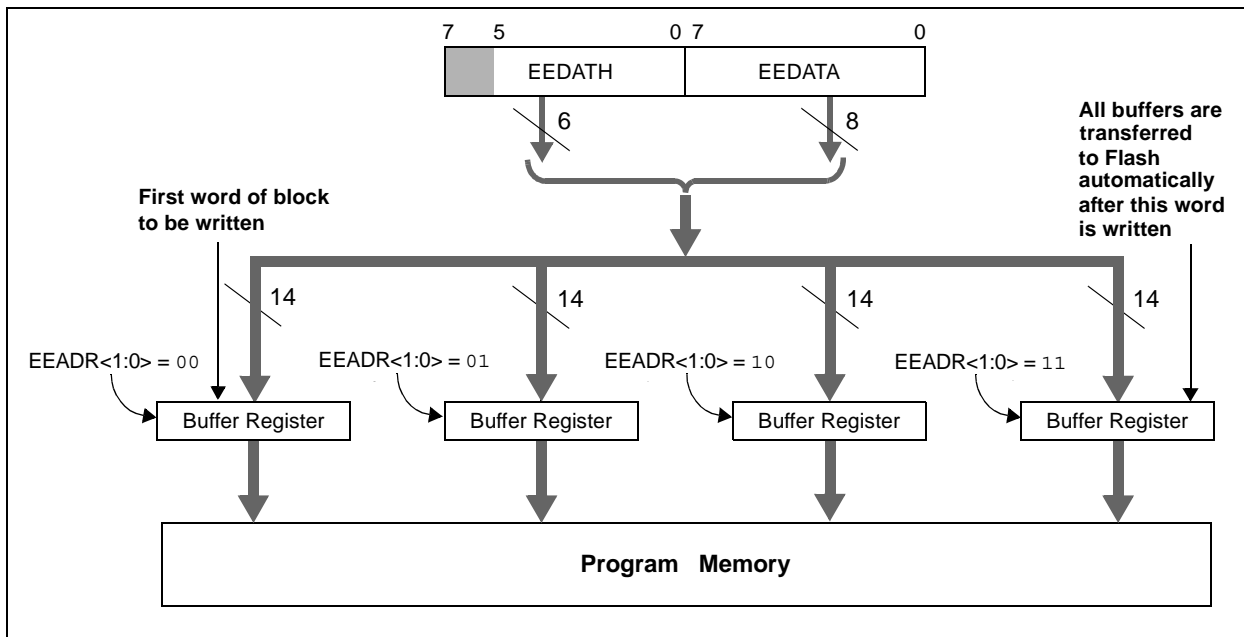 7 5 0 7 0
EEDATH EEDATA
6 8
All buffers are
transferred
to Flash
automatically
after this word
is written
First word of block
to be written
14 14 14 14
EEADR<1:0> = 00 EEADR<1:0> = 01 EEADR<1:0> = 10 EEADR<1:0> = 11
Buffer Register Buffer Register Buffer Register Buffer Register
Program Memory